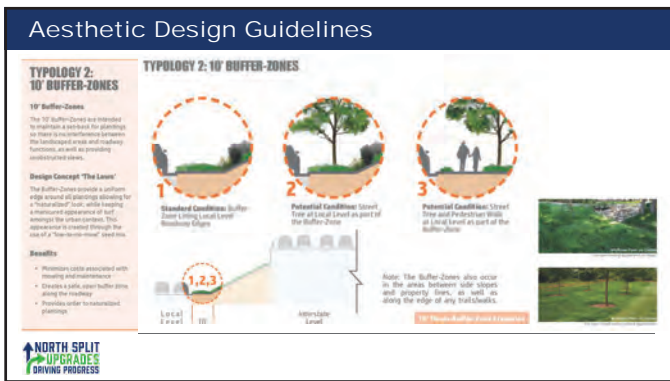 Aesthetic Design Guidelines
TYPOLOGY 2:
10' BUFFER-ZONES
10' Buffer-Zones
The 10' Buffer-Zones are intended
to maintain a set-back for plantings
so there is no interference between
the landscaped areas and roadway
functions, as well as providing
unobstructed views.
Design Concept 'The Lawn'
The Buffer-Zones provide a uniform
edge around all plantings allowing for
a "naturalized" look, while keeping
a manicured appearance of turf
amongst the urban context. This
appearance is created through the
use of a "low-to-no-mow" seed mix.
Benefits
• Minimizes costs associated with
mowing and maintenance
• Creates a safe, open buffer zone
along the roadway
• Provides order to naturalized
plantings
TYPOLOGY 2: 10' BUFFER-ZONES
1
Standard Condition: Buffer-
Zone Lining Local Level
Roadway Edges
2
Potential Condition: Street
Tree at Local Level as part of
the Buffer-Zone
3
Potential Condition: Street
Tree and Pedestrian Walk
at Local Level as part of the
Buffer-Zone
1,2,3
Local
Level
10'
Interstate
Level
Note: The Buffer-Zones also occur
in the areas between side slopes
and property lines, as well as
along the edge of any trails/walks.
NORTH SPLIT
UPGRADES
DRIVING PROGRESS